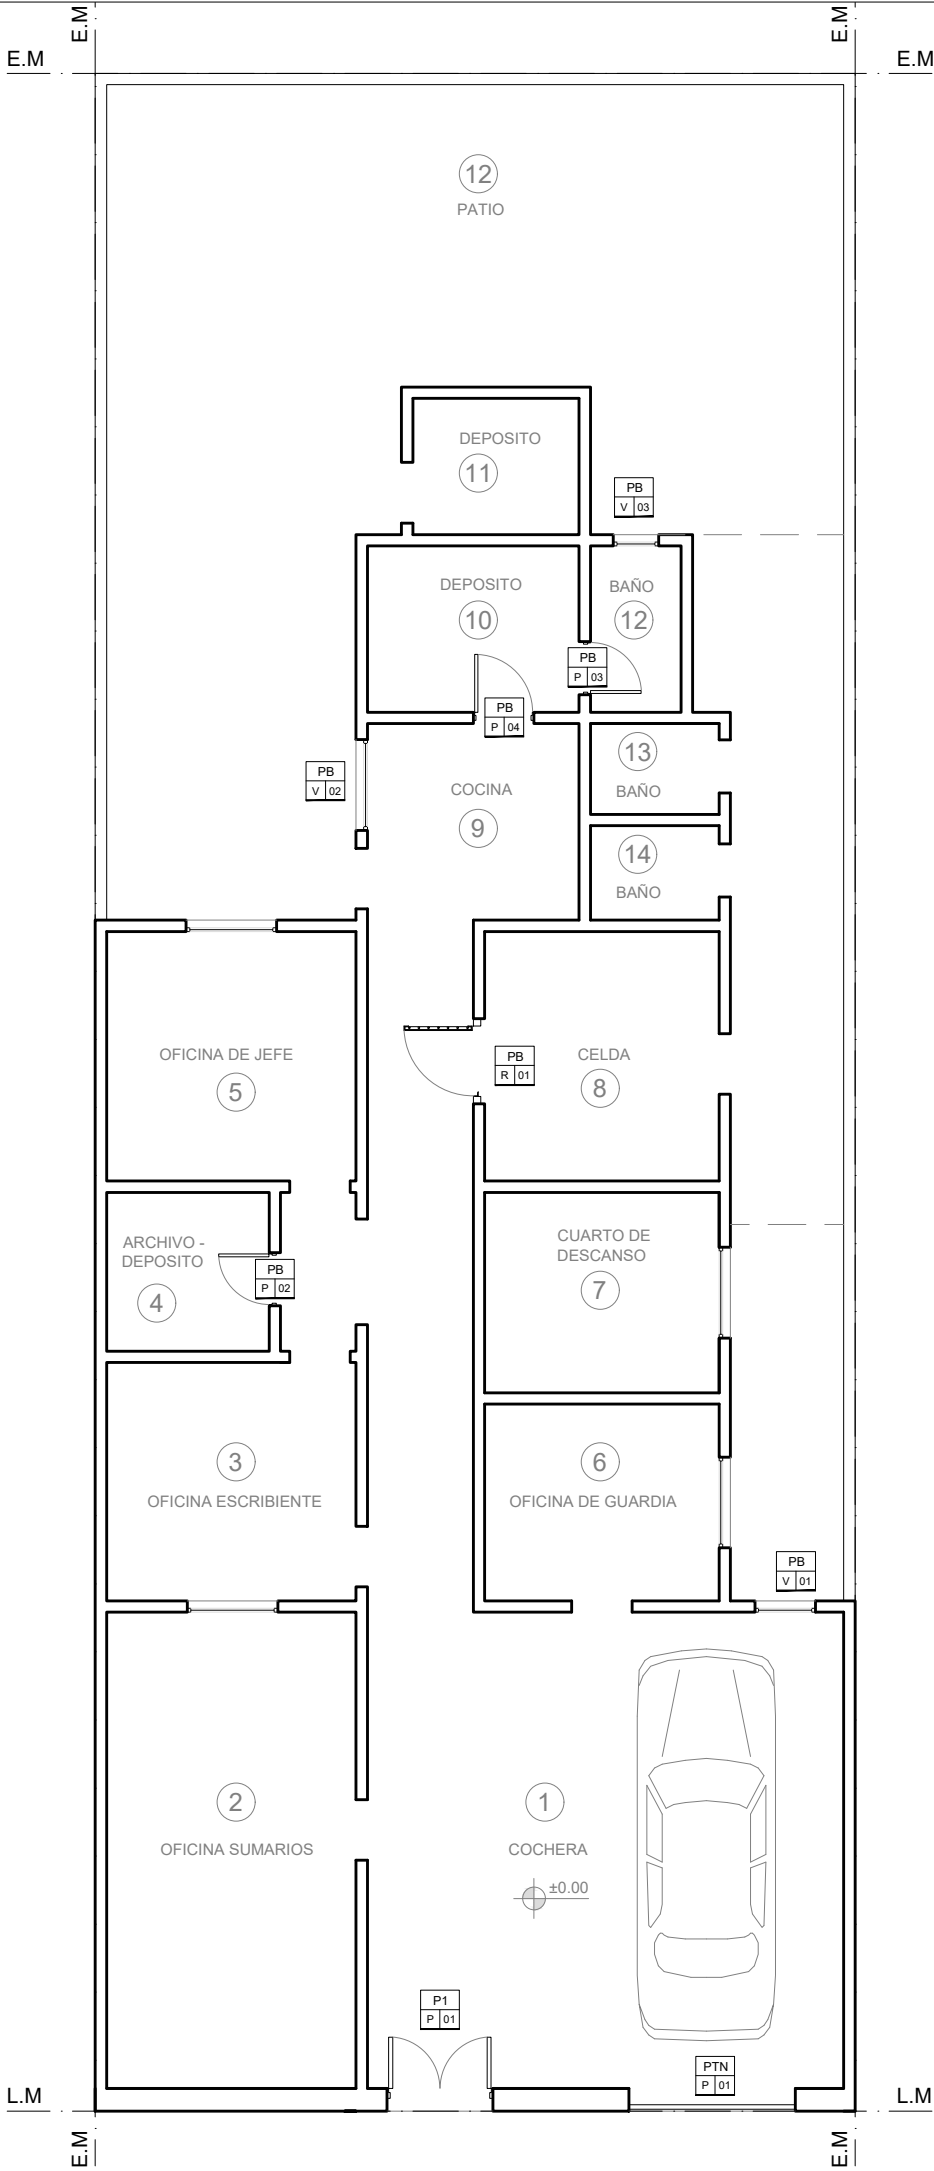 E.M
E.M
E.M
E.M
12
PATIO
DEPOSITO
11
PB
V 03
DEPOSITO
10
BAÑO
12
PB
P 03
PB
P 04
13
BAÑO
PB
V 02
COCINA
9
14
BAÑO
OFICINA DE JEFE
5
PB
R 01
CELDA
8
ARCHIVO -
DEPOSITO
4
PB
P 02
CUARTO DE
DESCANSO
7
3
OFICINA ESCRIBIENTE
6
OFICINA DE GUARDIA
PB
V 01
2
OFICINA SUMARIOS
1
COCHERA
±0.00
P1
P 01
PTN
P 01
L.M
L.M
E.M
E.M